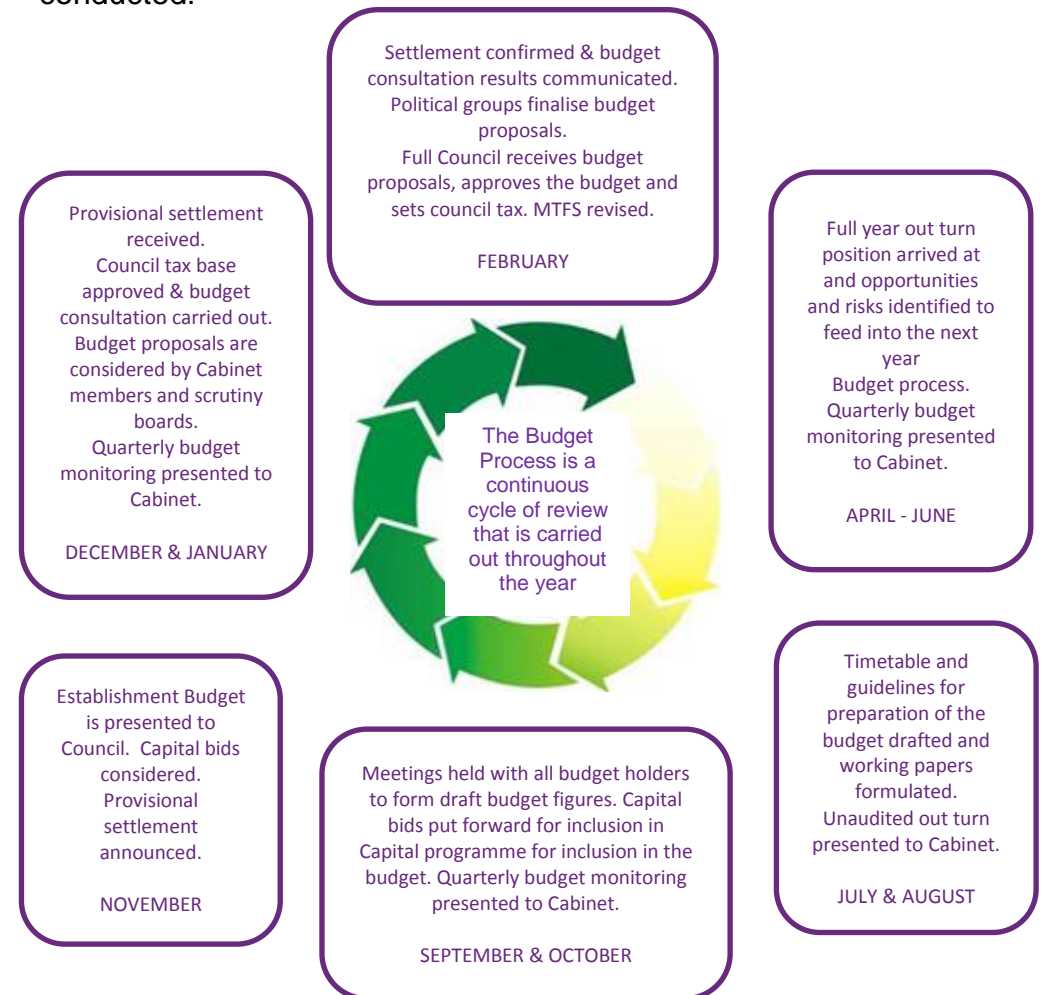 conducted.
Settlement confirmed & budget
consultation results communicated.
Political groups finalise budget
proposals.
Full Council receives budget
proposals, approves the budget and
sets council tax. MTFS revised.
FEBRUARY
Provisional settlement
received.
Council tax base
approved & budget
consultation carried out.
Budget proposals are
considered by Cabinet
members and scrutiny
boards.
Quarterly budget
monitoring presented to
Cabinet.
DECEMBER & JANUARY
Full year out turn
position arrived at
and opportunities
and risks identified to
feed into the next
year
Budget process.
Quarterly budget
monitoring presented
to Cabinet.
APRIL - JUNE
The Budget
Process is a
continuous
cycle of review
that is carried
out throughout
the year
Establishment Budget
is presented to
Council. Capital bids
considered.
Provisional
settlement
announced.
NOVEMBER
Meetings held with all budget holders
to form draft budget figures. Capital
bids put forward for inclusion in
Capital programme for inclusion in the
budget. Quarterly budget monitoring
presented to Cabinet.
SEPTEMBER & OCTOBER
Timetable and
guidelines for
preparation of the
budget drafted and
working papers
formulated.
Unaudited out turn
presented to Cabinet.
JULY & AUGUST